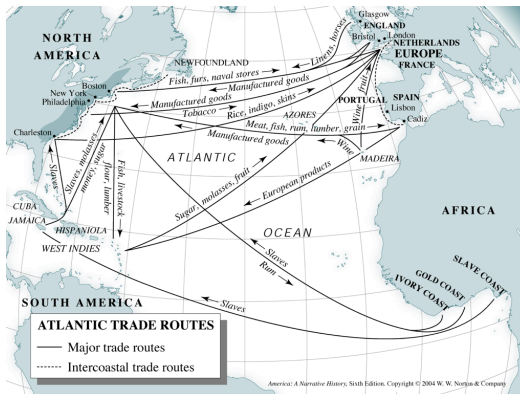 Glasgow
ENGLAND
Bristol
London
NETHERLANDS
EUROPE
FRANCE
NORTH
AMERICA
NEWFOUNDLAND
Linens, horses
Boston
New York
Philadelphia
Fish, furs, naval stores
Manufactured goods
Manufactured goods
Tobacco
Rice, indigo, skins
Wine, fruit
PORTUGAL
SPAIN
Lisbon
Cadiz
AZORES
Charleston
Meat, fish, rum, lumber, grain
Manufactured goods
Wine
MADEIRA
ATLANTIC
Slaves
Slaves, molasses
money, sugar
Fish, livestock
flour, lumber
Sugar, molasses, fruit
European products
CUBA
JAMAICA
HISPANIOLA
WEST INDIES
OCEAN
AFRICA
Slaves
Rum
SLAVE COAST
GOLD COAST
IVORY COAST
Slaves
SOUTH AMERICA
ATLANTIC TRADE ROUTES
Major trade routes
Intercoastal trade routes
America: A Narrative History, Sixth Edition. Copyright © 2004 W. W. Norton & Company